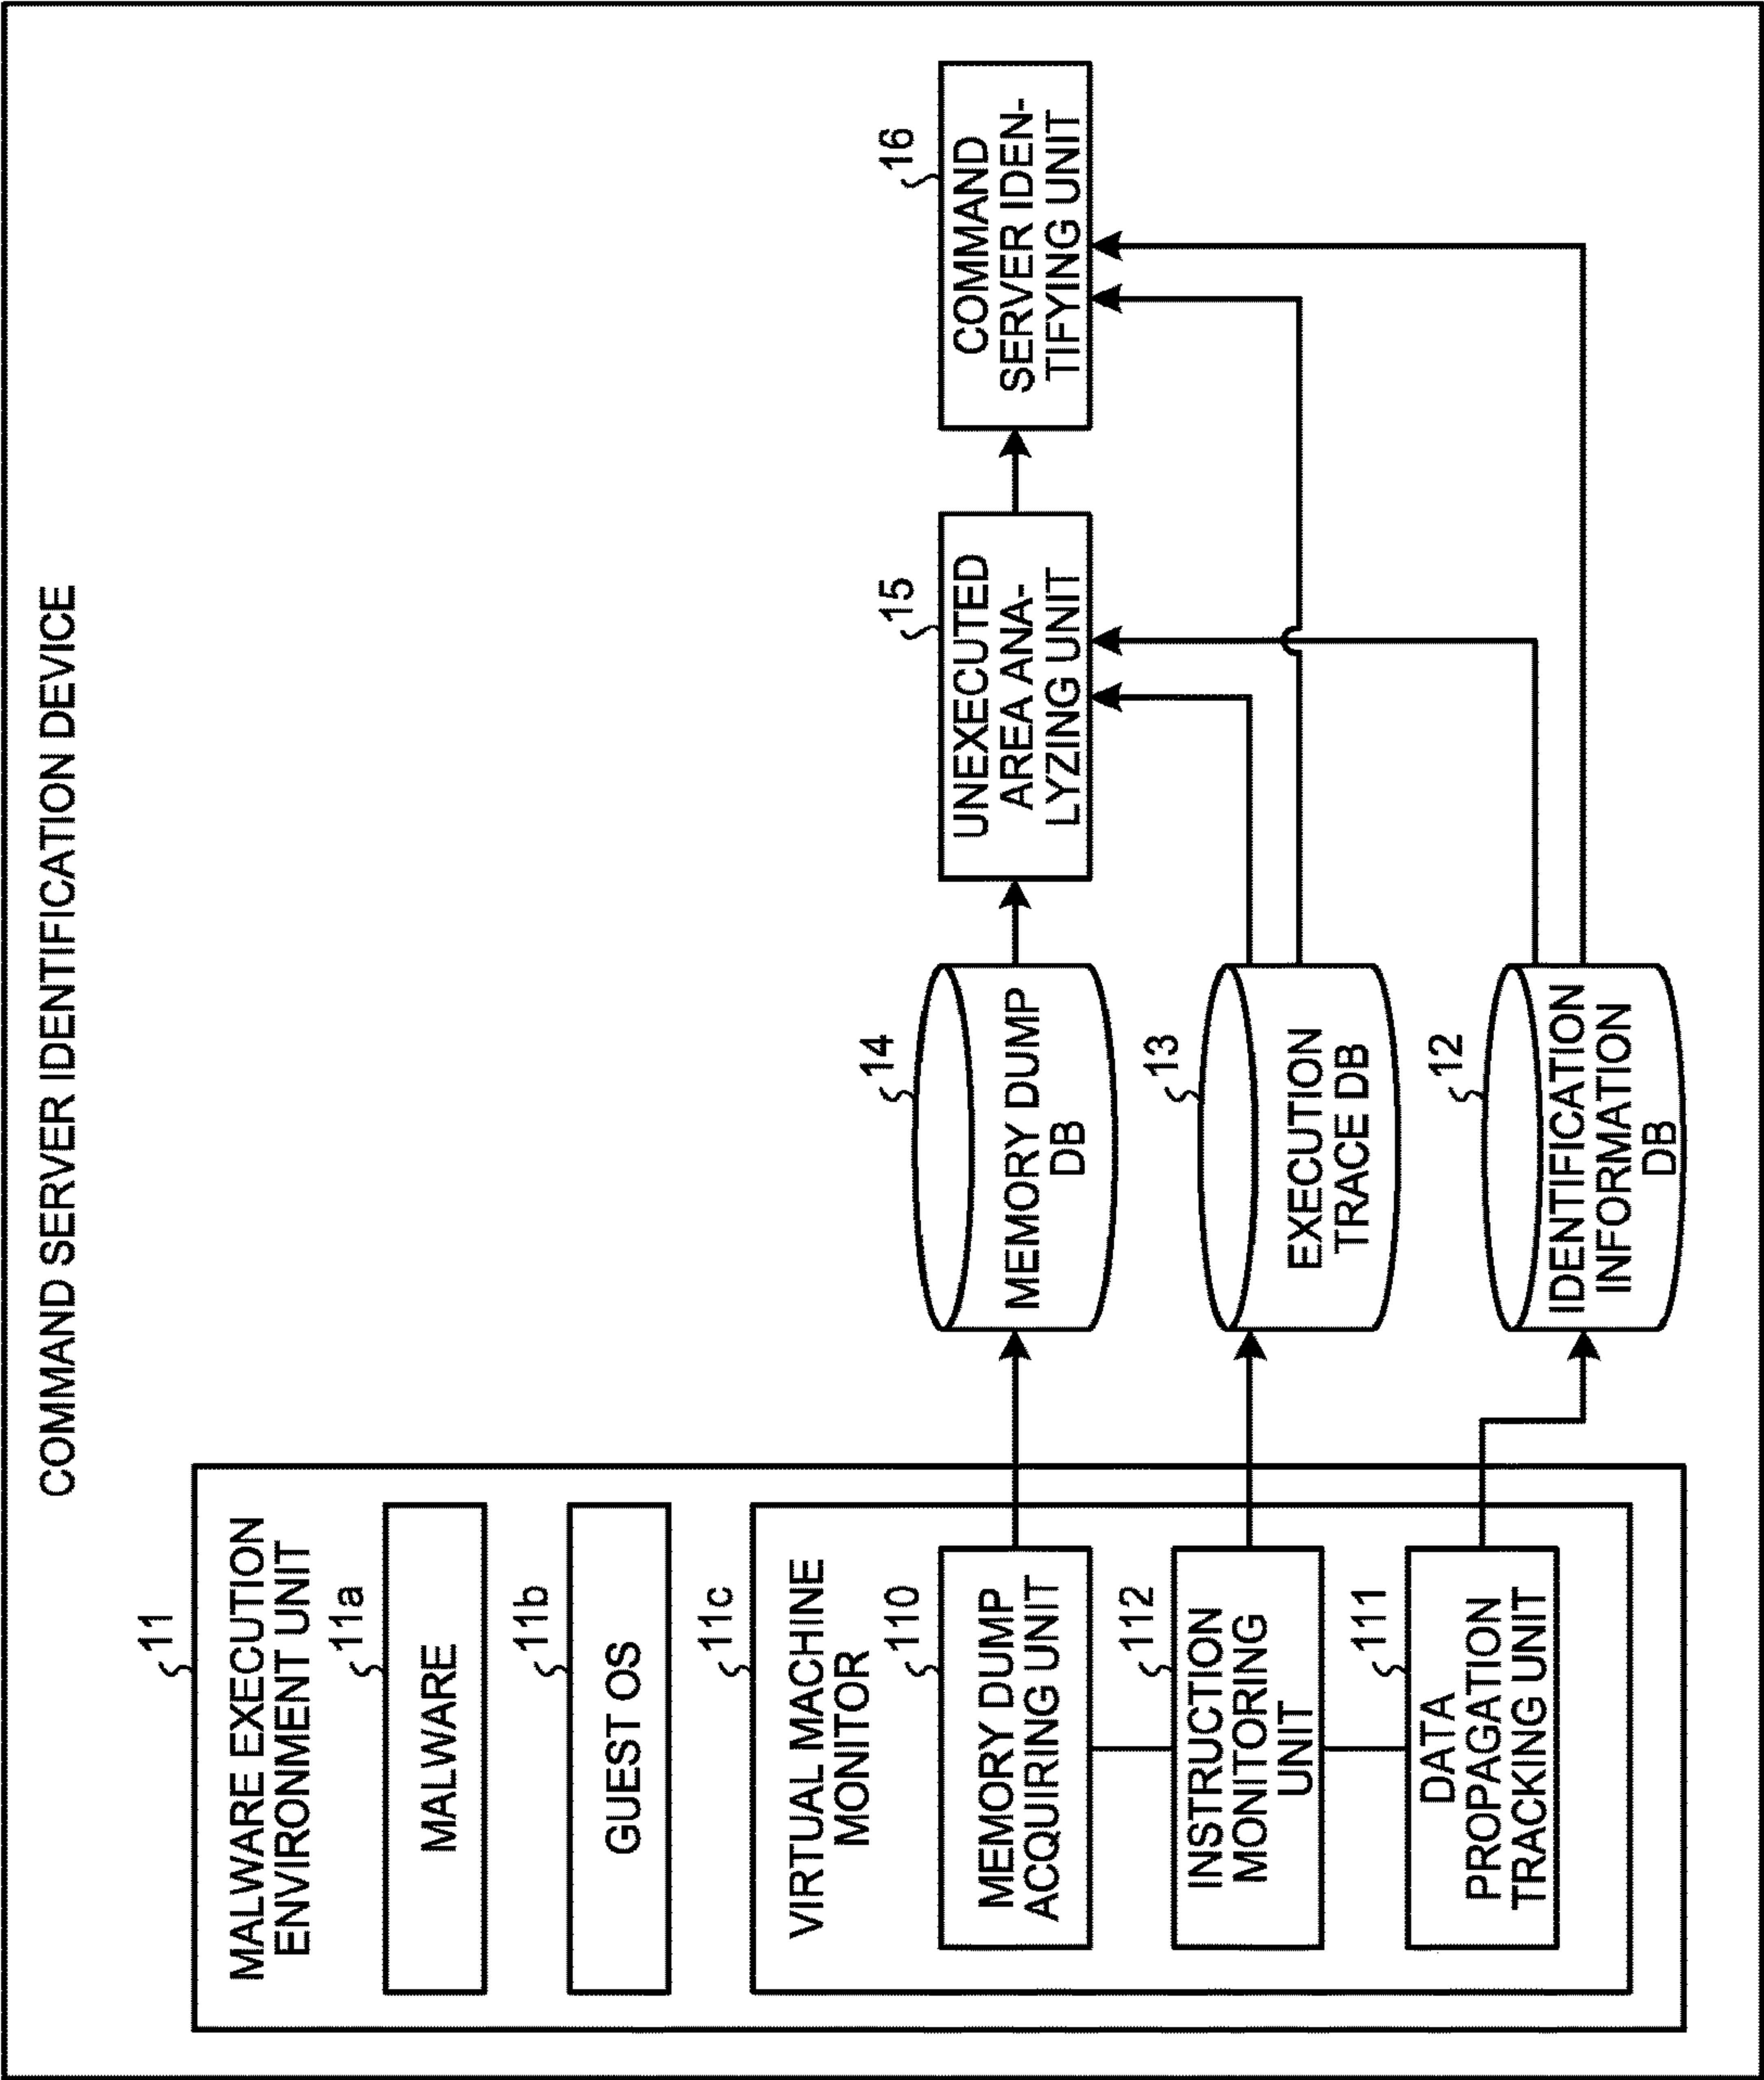 COMMAND SERVER IDENTIFICATION DEVICE
11
MALWARE EXECUTION
ENVIRONMENT UNIT
11a
MALWARE
11b
GUEST OS
11c
VIRTUAL MACHINE
MONITOR
110
MEMORY DUMP
ACQUIRING UNIT
112
INSTRUCTION
MONITORING
UNIT
111
DATA
PROPAGATION
TRACKING UNIT
14
MEMORY DUMP
DB
13
EXECUTION
TRACE DB
12
IDENTIFICATION
INFORMATION
DB
15
UNEXECUTED
AREA ANA-
LYZING UNIT
16
COMMAND
SERVER IDEN-
TIFYING UNIT